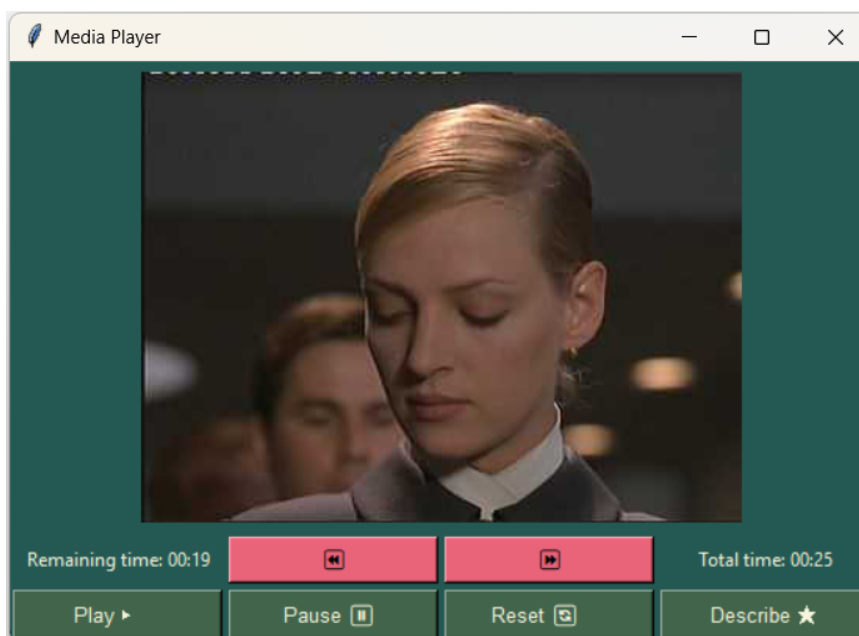 Media Player
Remaining time: 00:19
Total time: 00:25
Play
Pause
Reset
Describe